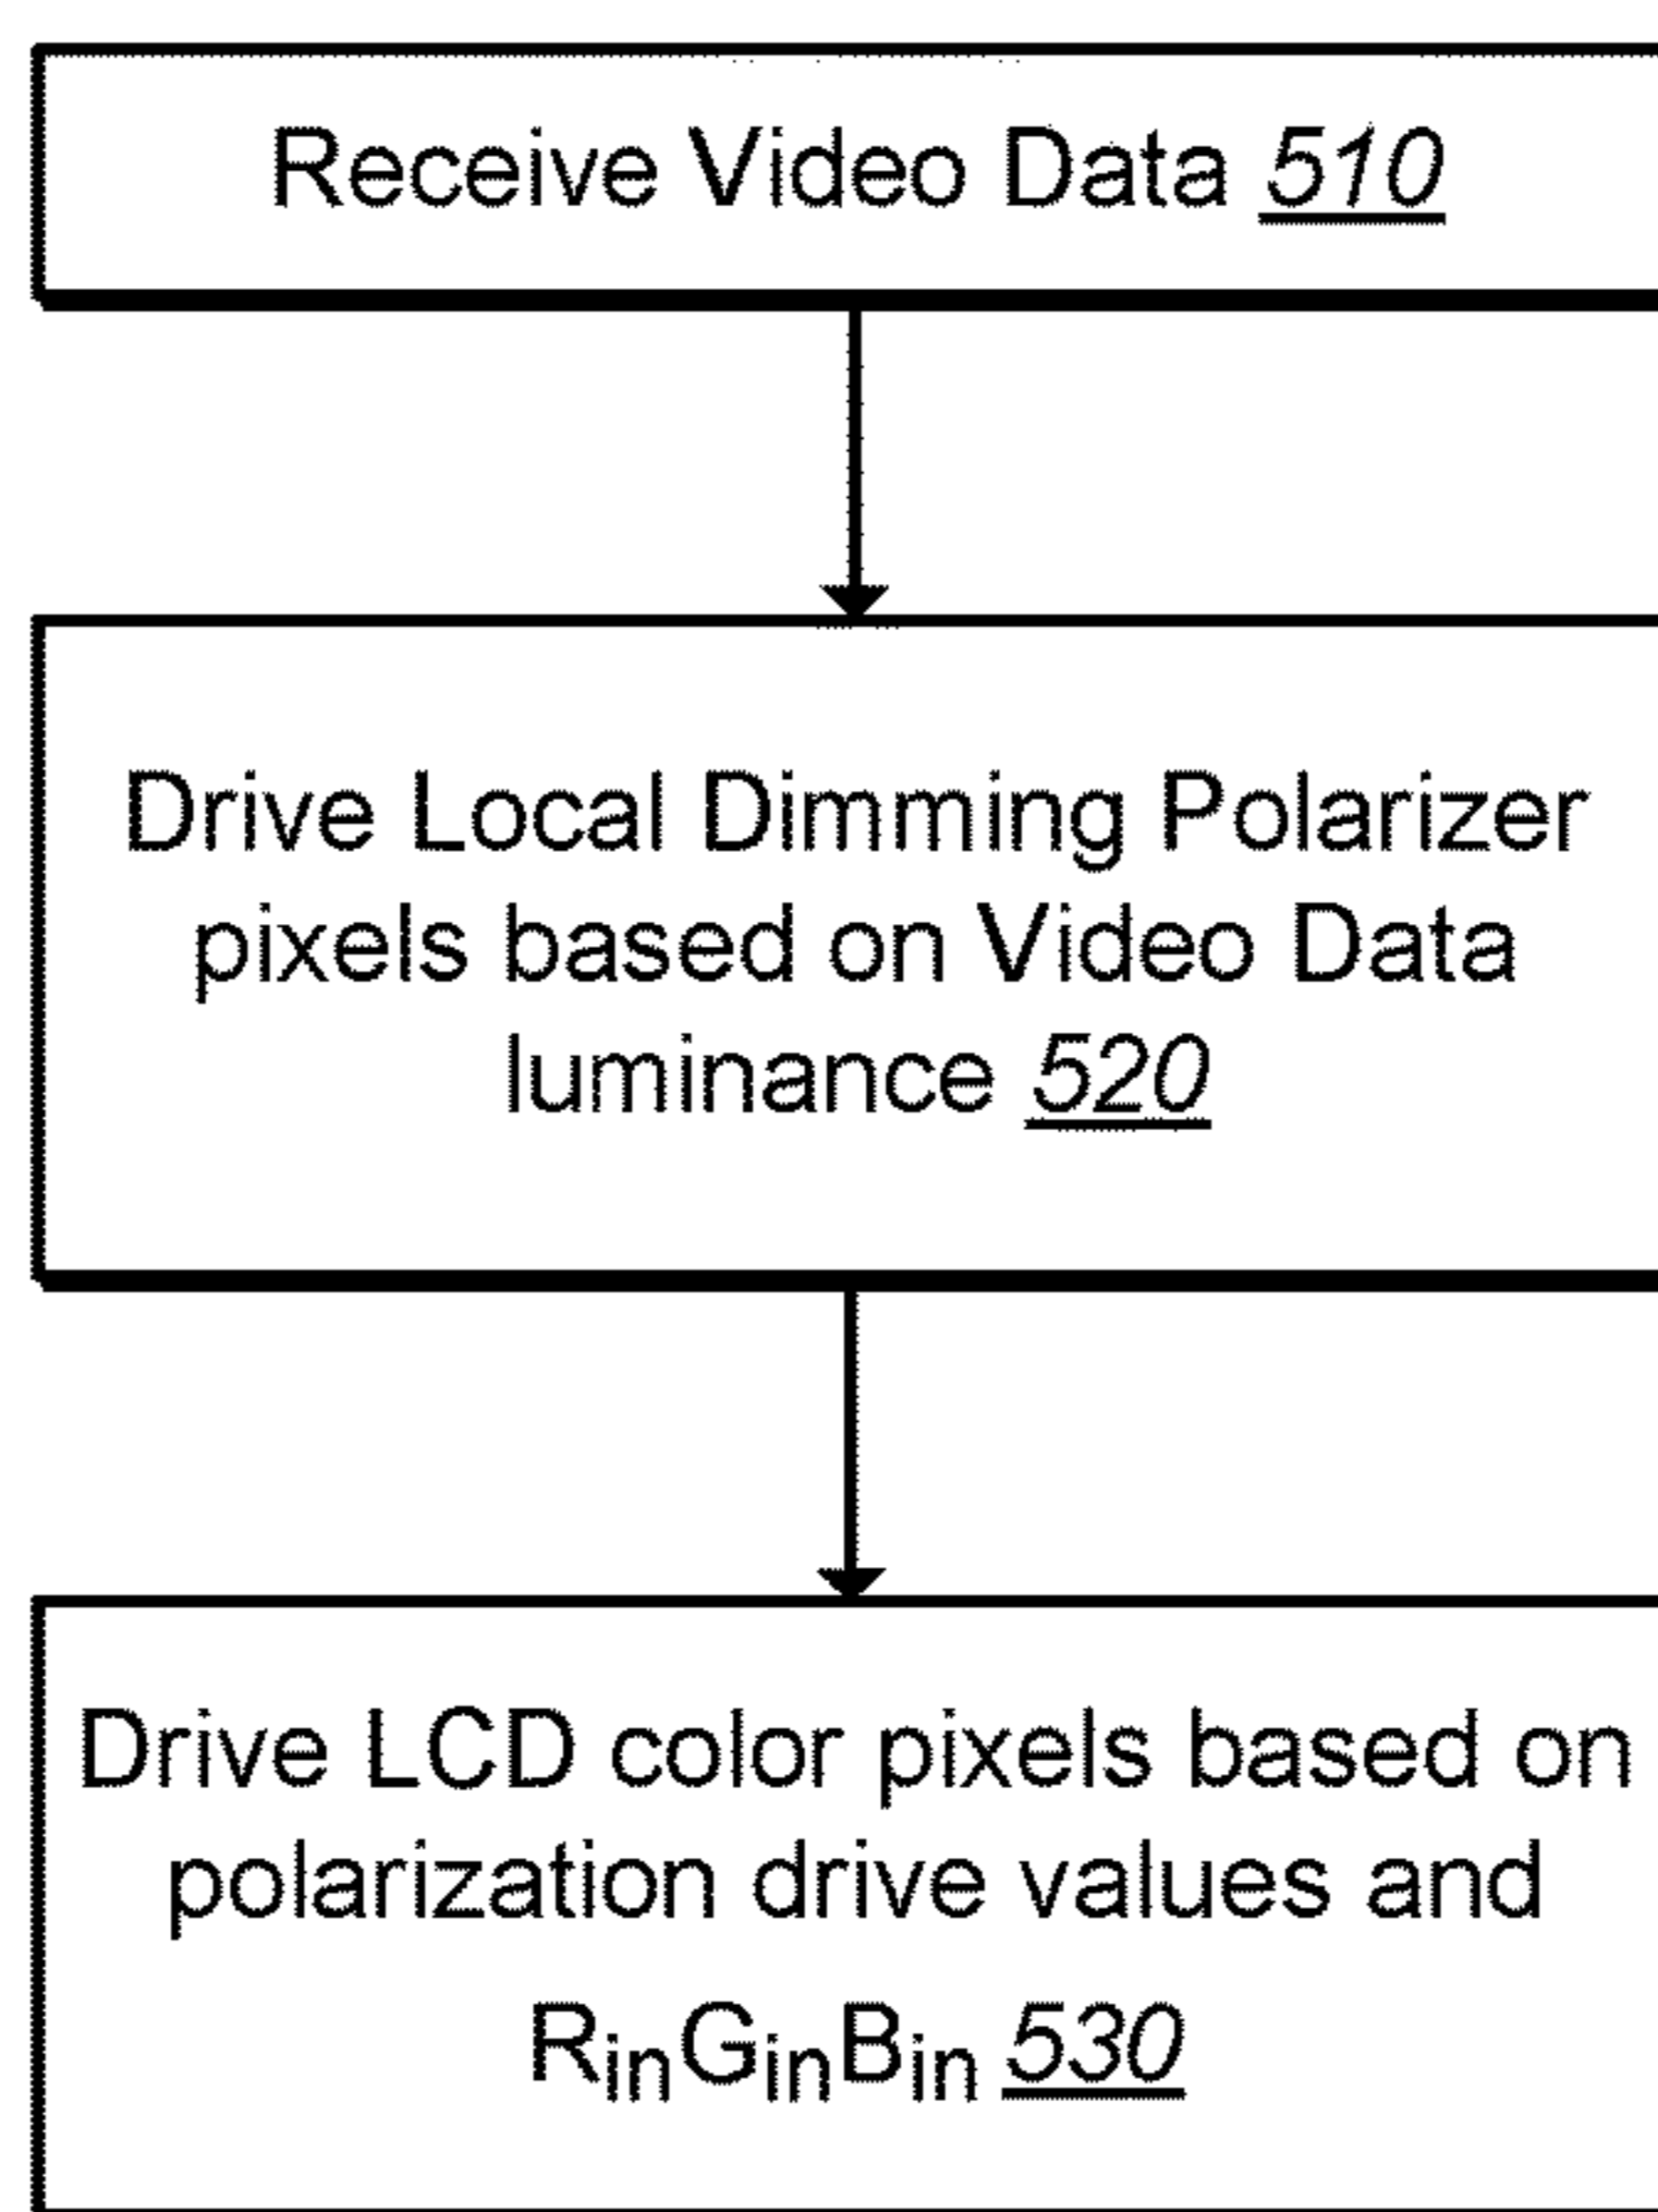 Receive Video Data 510
Drive Local Dimming Polarizer
pixels based on Video Data
luminance 520
Drive LCD color pixels based on
polarization drive values and
RinGinBin 530